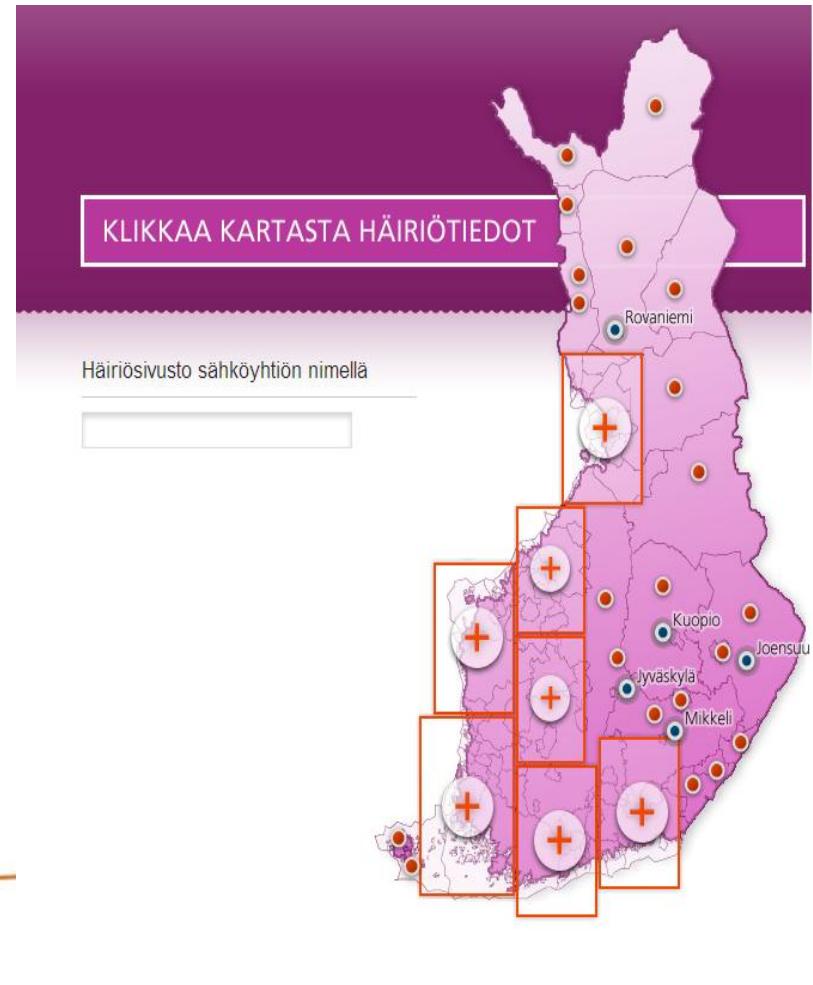 KLIKKAA KARTASTA HÄIRIÖTIEDOT
Rovaniemi
Häiriösivusto sähköyhtiön nimellä
Kuopio
Joensuu
Jyväskylä
Mikkeli